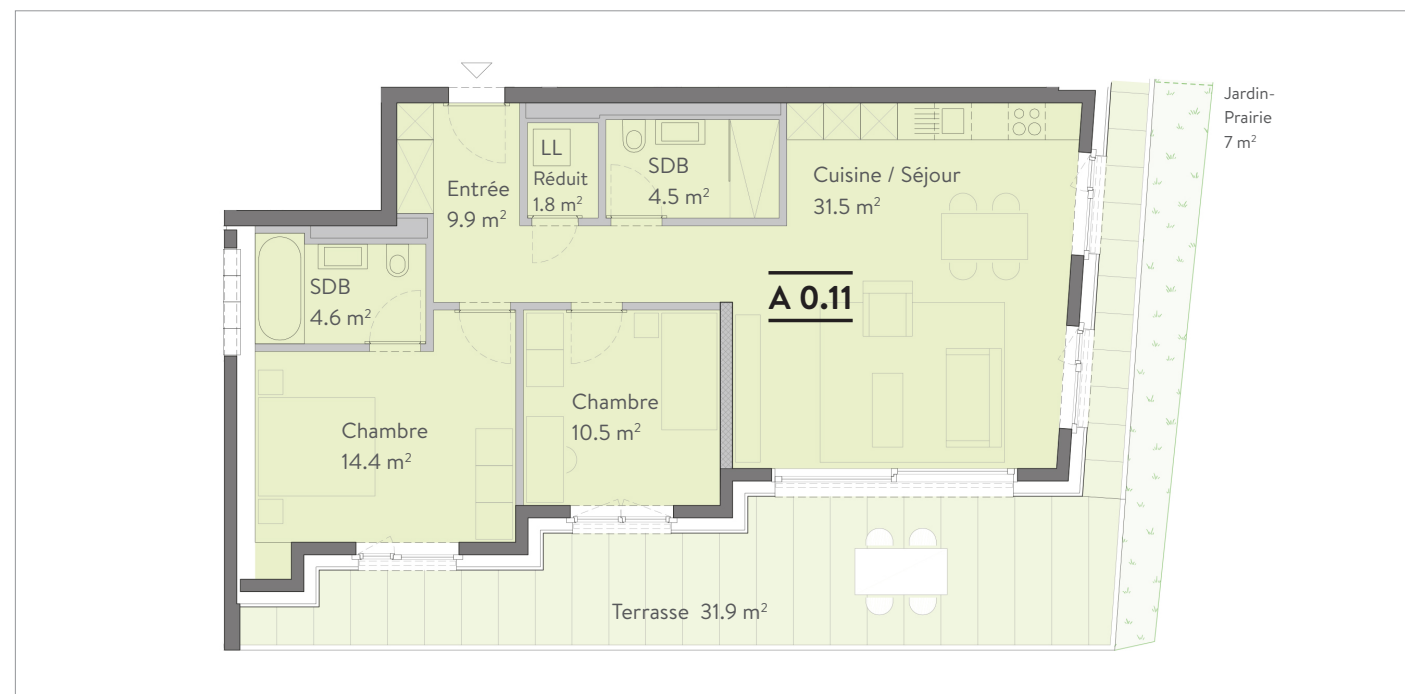 Jardin-
Prairie
7 m²
LL
Réduit
1.8 m²
SDB
4.5 m²
Cuisine / Séjour
31.5 m²
Entrée
9.9 m²
SDB
4.6 m²
A 0.11
Chambre
10.5 m²
Chambre
14.4 m²
Terrasse 31.9 m²